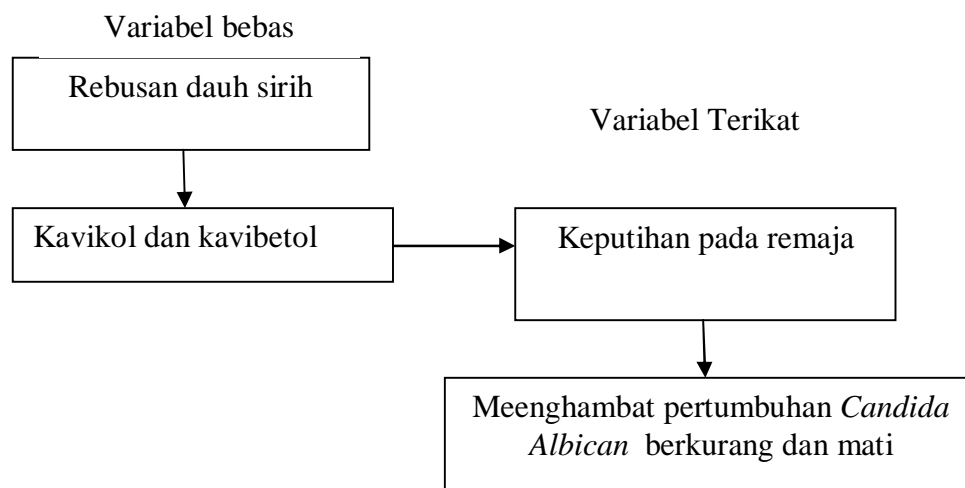 Variabel bebas
Rebusan dauh sirih
Variabel Terikat
Kavikol dan kavibetol
Keputihan pada remaja
Meenghambat pertumbuhan Candida
Albican berkurang dan mati